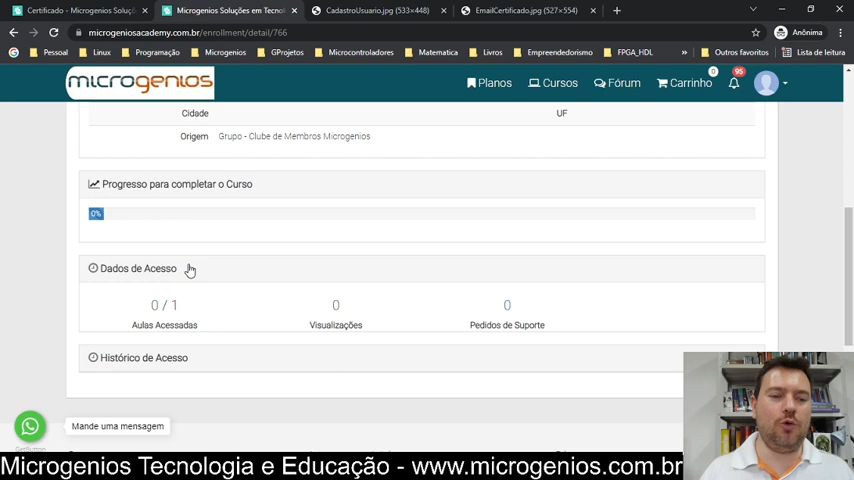 Certificado - Microgenios Soluçõ
Microgenios Soluções em Tecnol
CadastroUsuario.jpg (533×448)
EmailCertificado.jpg (527×554)
microgeniosacademy.com.br/enrollment/detail/766
Anônima
Pessoal Linux Programação Microgenios GProjetos Microcontroladores Matematica Livros Empreendedorismo FPGA_HDL » Outros favoritos Lista de leitura
microgenios
Planos Cursos Fórum Carrinho 0 95
Cidade UF
Origem Grupo - Clube de Membros Microgenios
Progresso para completar o Curso
0%
Dados de Acesso
0 / 1 0 0
Aulas Acessadas Visualizações Pedidos de Suporte
Histórico de Acesso
Mande uma mensagem
Microgenios Tecnologia e Educação - www.microgenios.com.br